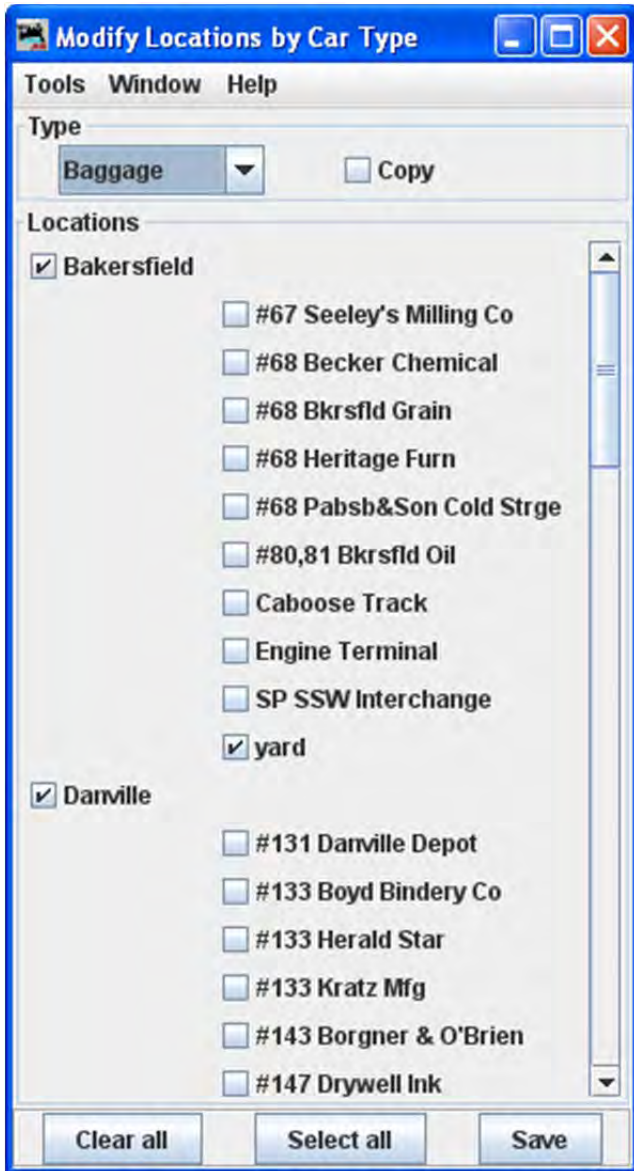 Modify Locations by Car Type
Tools Window Help
Type
Baggage Copy
Locations
Bakersfield
#67 Seeley's Milling Co
#68 Becker Chemical
#68 Bkrsfld Grain
#68 Heritage Furn
#68 Pabsb&Son Cold Strge
#80,81 Bkrsfld Oil
Caboose Track
Engine Terminal
SP SSW Interchange
yard
Danville
#131 Danville Depot
#133 Boyd Bindery Co
#133 Herald Star
#133 Kratz Mfg
#143 Borgner & O'Brien
#147 Drywell Ink
Clear all Select all Save